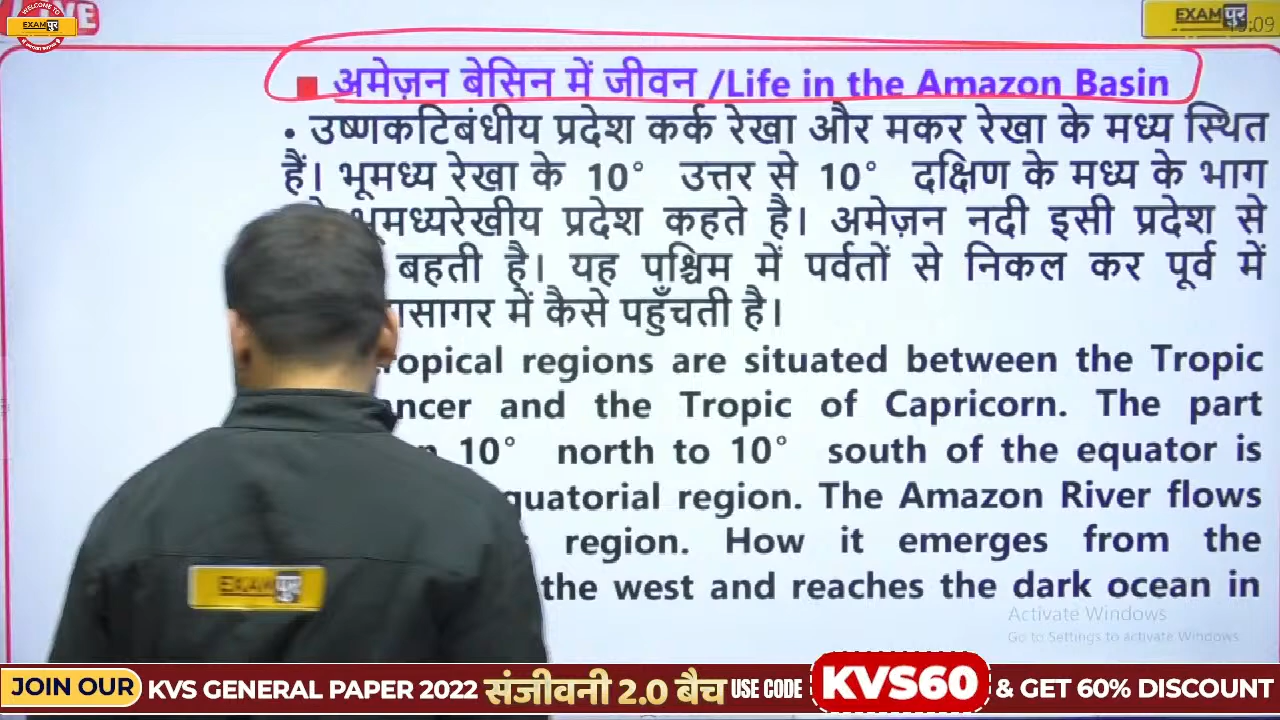 WELCOME TO
EXAMपुर
EXAMपुर
:09
अमेज़न बेसिन में जीवन /Life in the Amazon Basin
• उष्णकटिबंधीय प्रदेश कर्क रेखा और मकर रेखा के मध्य स्थित
हैं। भूमध्य रेखा के 10° उत्तर से 10° दक्षिण के मध्य के भाग
भूमध्यरेखीय प्रदेश कहते है। अमेज़न नदी इसी प्रदेश से
बहती है। यह पश्चिम में पर्वतों से निकल कर पूर्व में
में कैसे पहुँचती है।
regions are situated between the Tropic
and the Tropic of Capricorn. The part
10° north to 10° south of the equator is
region. The Amazon River flows
region. How it emerges from the
the west and reaches the dark ocean in
Activate Windows
Go to Settings to activate Windows
EXAMपुर
JOIN OUR KVS GENERAL PAPER 2022 संजीवनी 2.0 बैच USE CODE KVS60 & GET 60% DISCOUNT